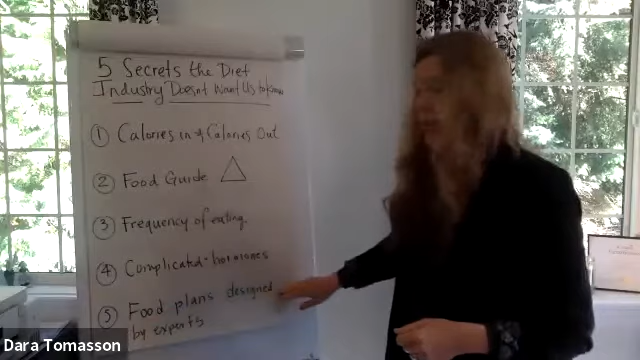 5 Secrets the Diet
Industry Doesnt Want Us to Know
① Calories in & Calories Out
② Food Guide
③ Frequency of eating.
④ Complicated - hormones
⑤ Food plans designed
by experts
Dara Tomasson